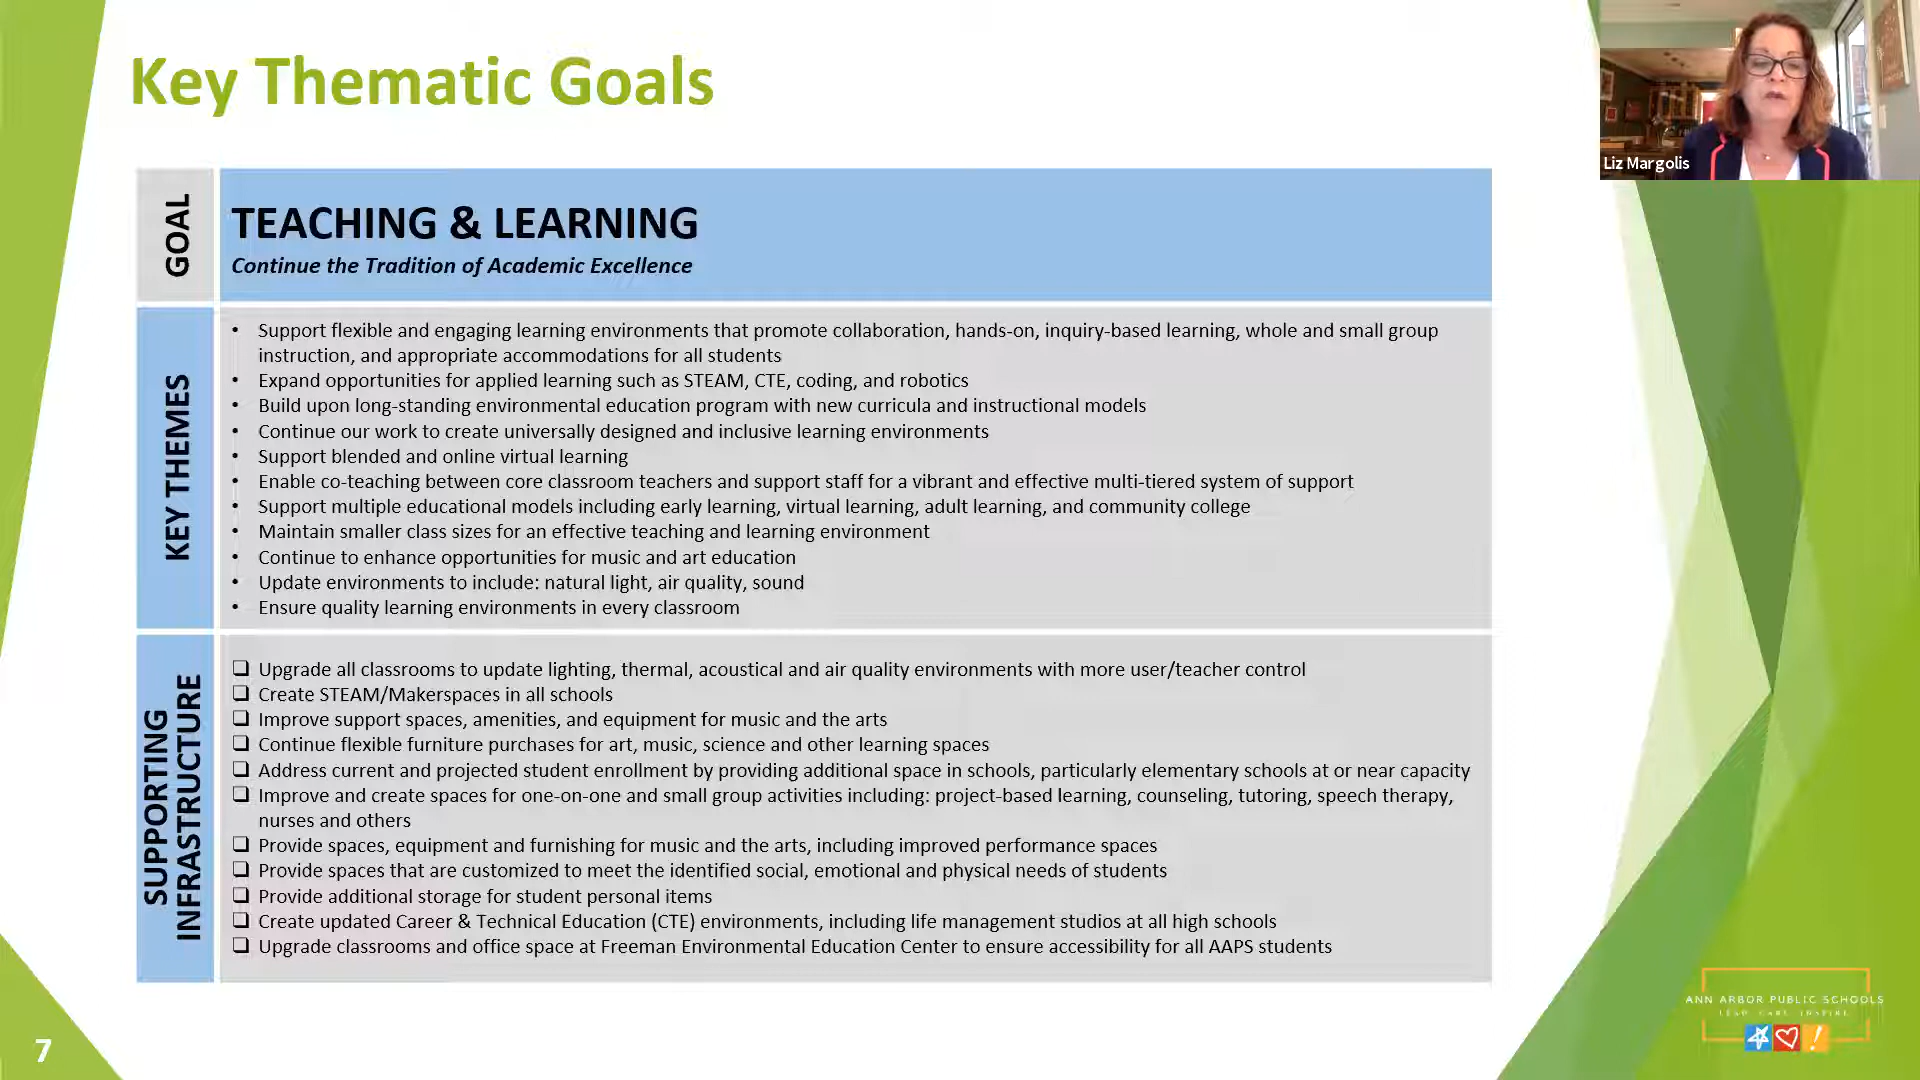 Key Thematic Goals
Liz Margolis
GOAL
TEACHING & LEARNING
Continue the Tradition of Academic Excellence
KEY THEMES
• Support flexible and engaging learning environments that promote collaboration, hands-on, inquiry-based learning, whole and small group
instruction, and appropriate accommodations for all students
• Expand opportunities for applied learning such as STEAM, CTE, coding, and robotics
• Build upon long-standing environmental education program with new curricula and instructional models
• Continue our work to create universally designed and inclusive learning environments
• Support blended and online virtual learning
• Enable co-teaching between core classroom teachers and support staff for a vibrant and effective multi-tiered system of support
• Support multiple educational models including early learning, virtual learning, adult learning, and community college
• Maintain smaller class sizes for an effective teaching and learning environment
• Continue to enhance opportunities for music and art education
• Update environments to include: natural light, air quality, sound
• Ensure quality learning environments in every classroom
SUPPORTING
INFRASTRUCTURE
❑ Upgrade all classrooms to update lighting, thermal, acoustical and air quality environments with more user/teacher control
❑ Create STEAM/Makerspaces in all schools
❑ Improve support spaces, amenities, and equipment for music and the arts
❑ Continue flexible furniture purchases for art, music, science and other learning spaces
❑ Address current and projected student enrollment by providing additional space in schools, particularly elementary schools at or near capacity
❑ Improve and create spaces for one-on-one and small group activities including: project-based learning, counseling, tutoring, speech therapy,
nurses and others
❑ Provide spaces, equipment and furnishing for music and the arts, including improved performance spaces
❑ Provide spaces that are customized to meet the identified social, emotional and physical needs of students
❑ Provide additional storage for student personal items
❑ Create updated Career & Technical Education (CTE) environments, including life management studios at all high schools
❑ Upgrade classrooms and office space at Freeman Environmental Education Center to ensure accessibility for all AAPS students
ANN ARBOR PUBLIC SCHOOLS
LEAD. CARE. INSPIRE.
7